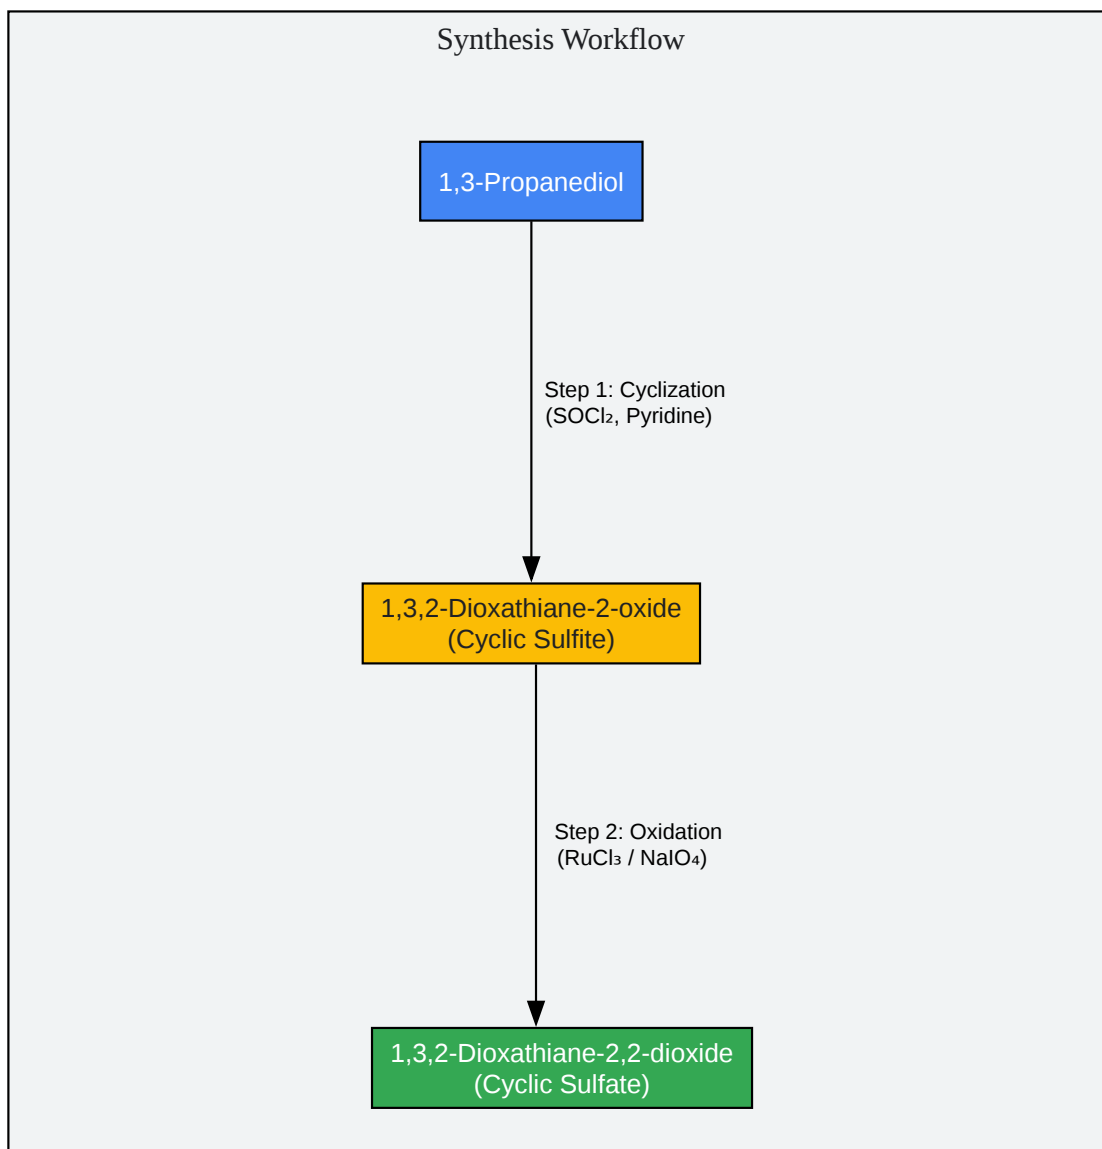 Synthesis Workflow
1,3-Propanediol
Step 1: Cyclization
(SOCl₂, Pyridine)
1,3,2-Dioxathiane-2-oxide
(Cyclic Sulfite)
Step 2: Oxidation
(RuCl₃ / NaIO₄)
1,3,2-Dioxathiane-2,2-dioxide
(Cyclic Sulfate)